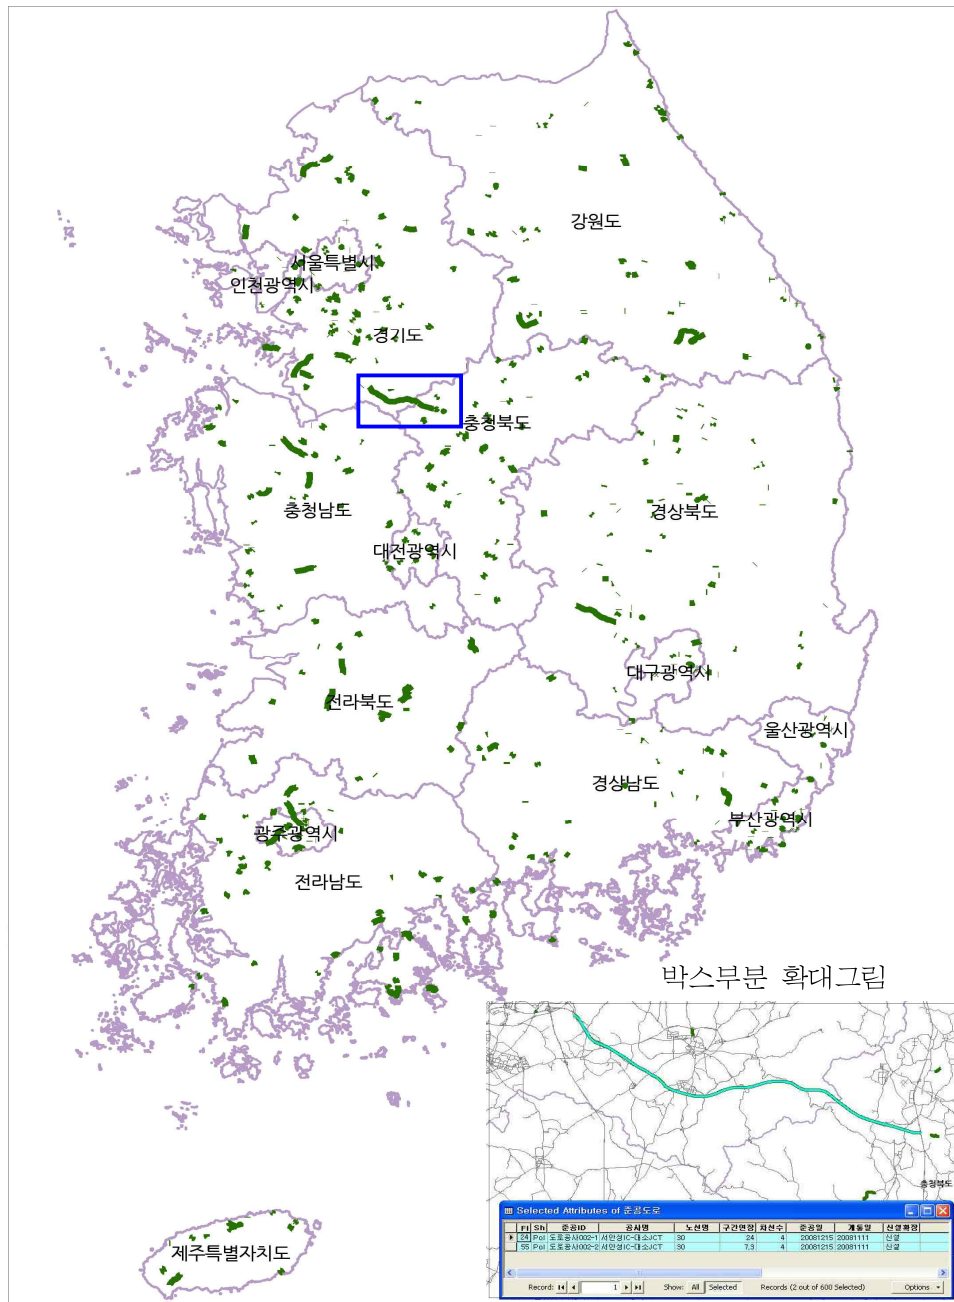 강원도
서울특별시
인천광역시
경기도
충청북도
충청남도
경상북도
대전광역시
대구광역시
전라북도
울산광역시
경상남도
부산광역시
광주광역시
전라남도
제주특별자치도
박스부분 확대그림
충청북도
Selected Attributes of 준공도로
FI Sh 준공ID 공사명 노선명 구간연장 차선수 준공일 개통일 신설확장
24 Pol 도로공사002-1 서안성IC-대소JCT 30 24 4 20081215 20081111 신설
55 Pol 도로공사002-2 서안성IC-대소JCT 30 7.3 4 20081215 20081111 신설
Record: 1 Show: All Selected Records (2 out of 600 Selected) Options